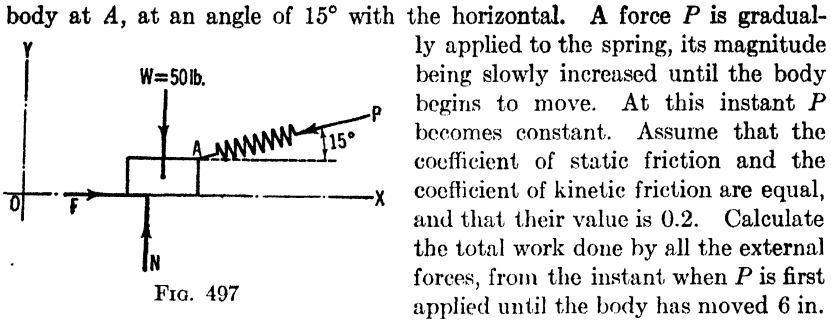 body at A, at an angle of 15° with the horizontal. A force P is gradual-
ly applied to the spring, its magnitude
being slowly increased until the body
begins to move. At this instant P
becomes constant. Assume that the
coefficient of static friction and the
coefficient of kinetic friction are equal,
and that their value is 0.2. Calculate
the total work done by all the external
forces, from the instant when P is first
applied until the body has moved 6 in.
Y
W=50lb.
P
A
15°
O
F
X
N
FIG. 497